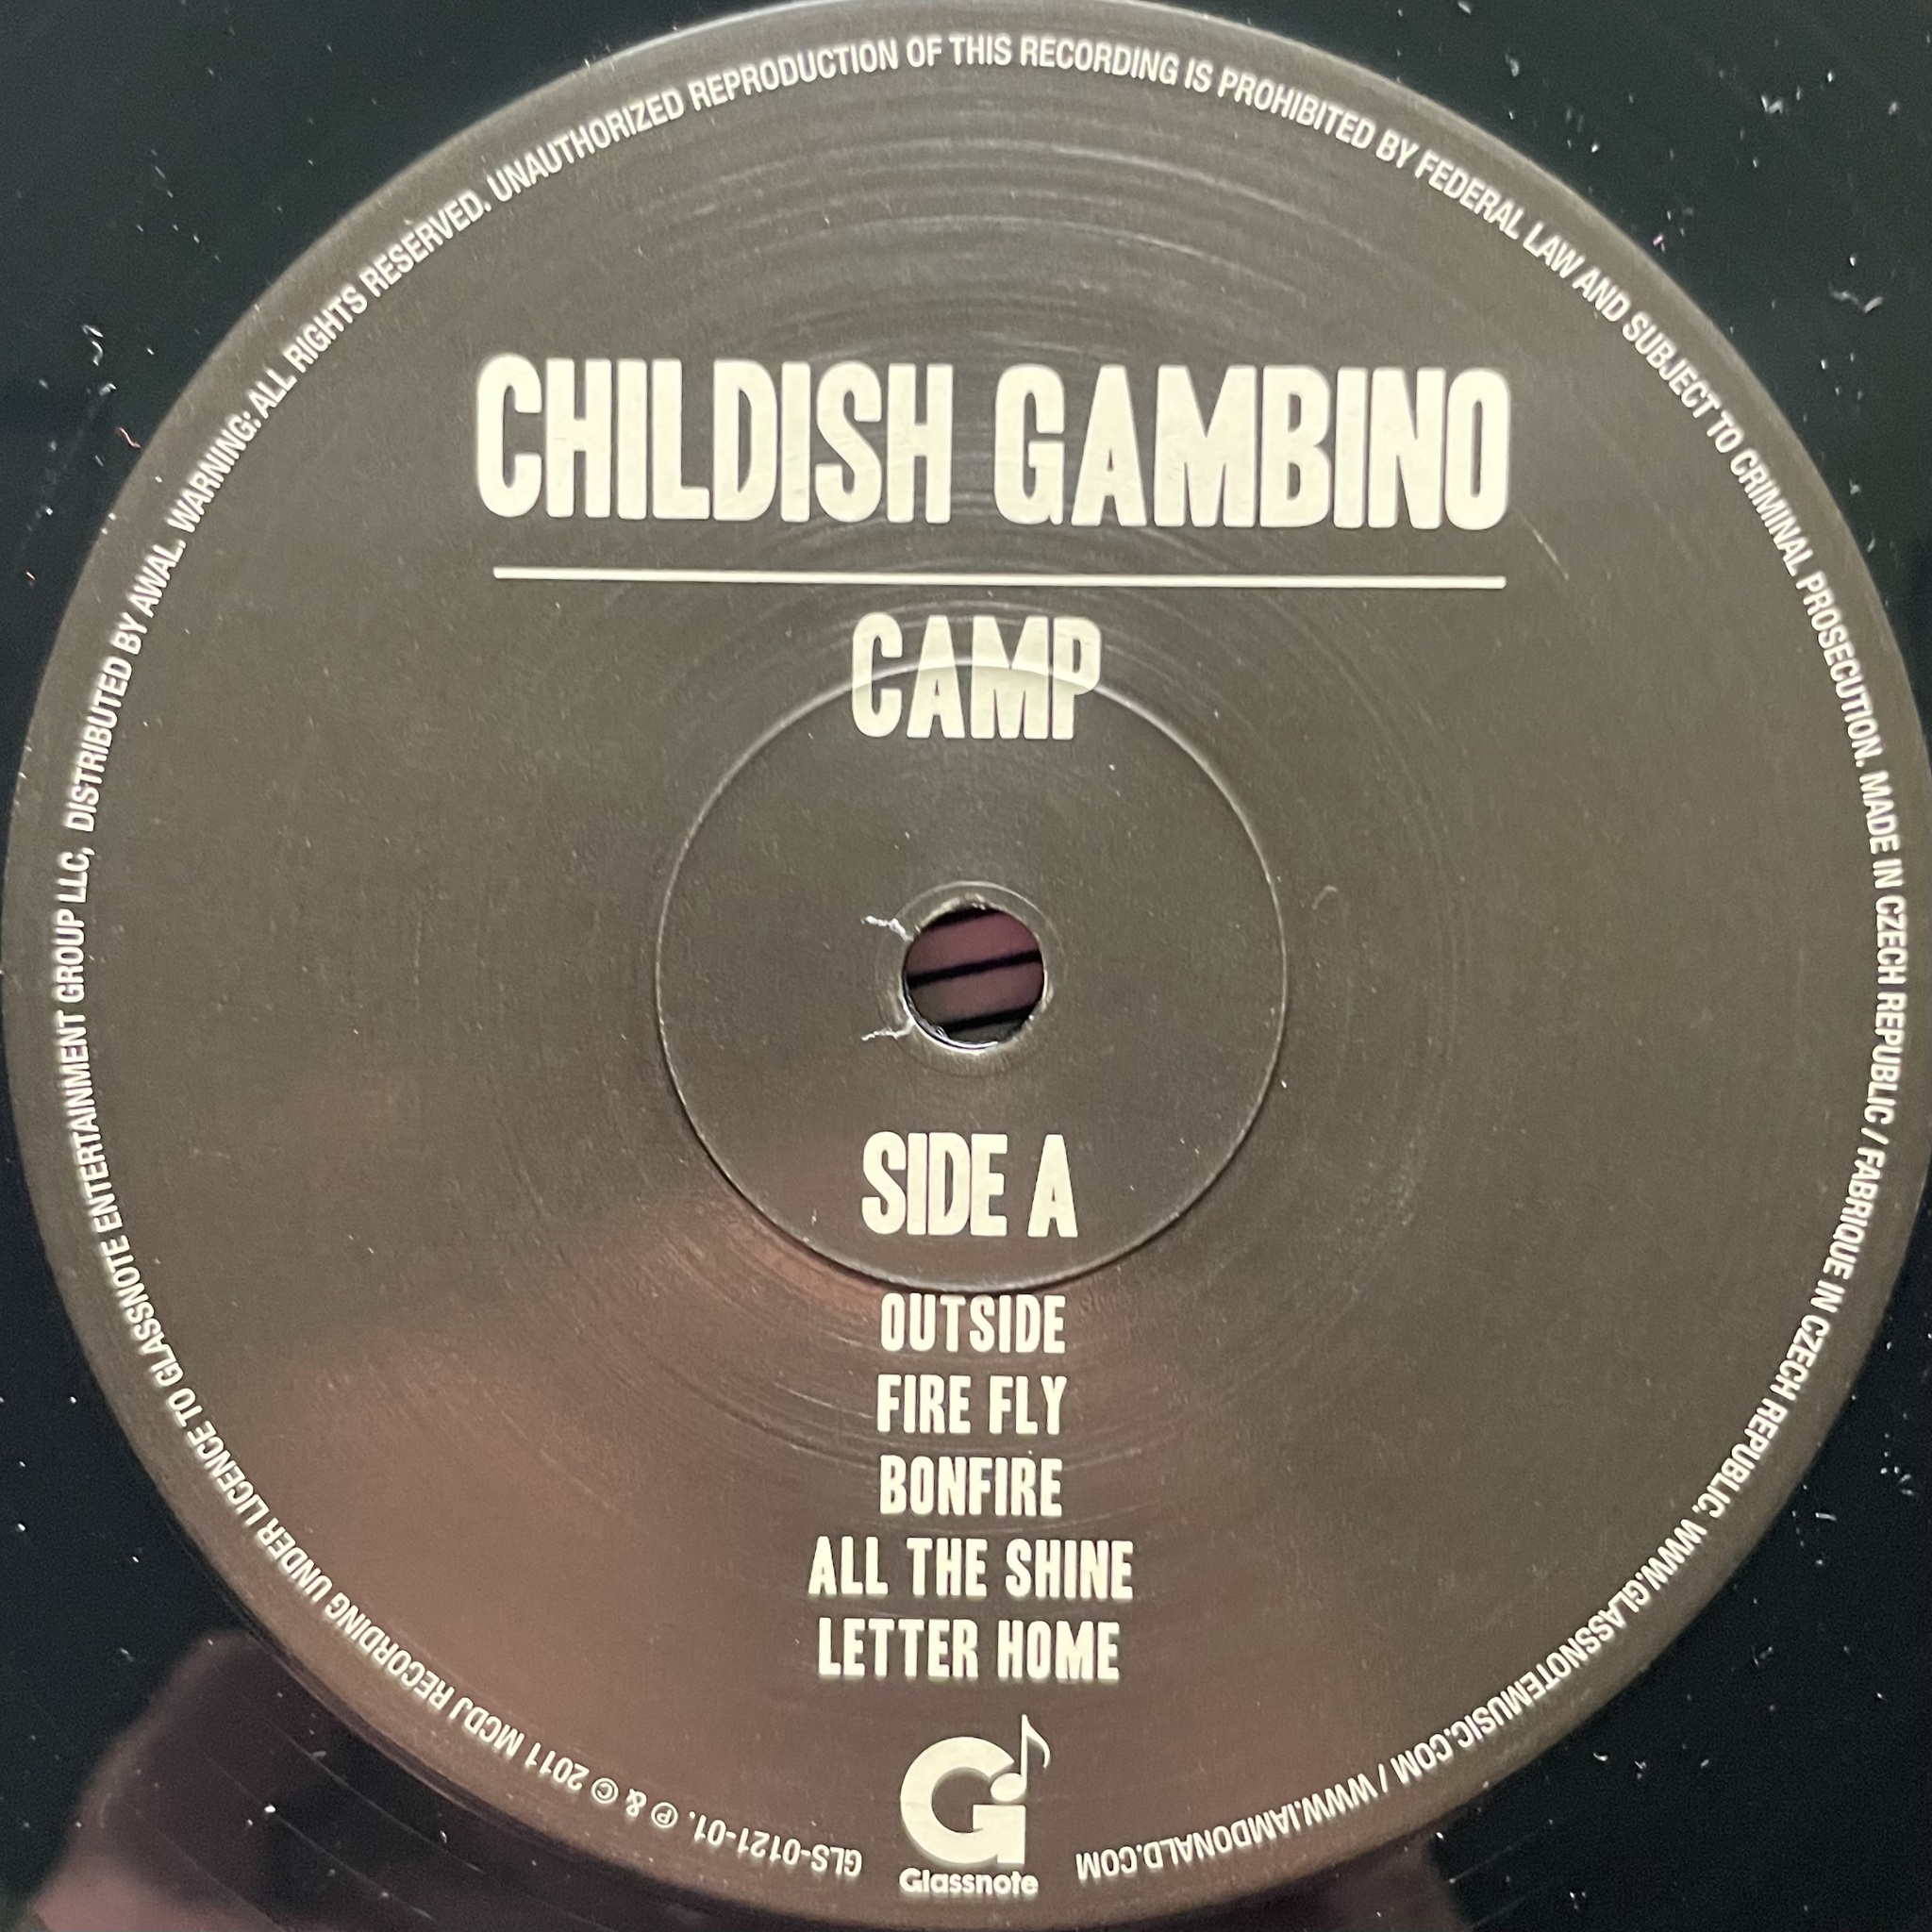 CHILDISH GAMBINO
CAMP
SIDE A
OUTSIDE
FIRE FLY
BONFIRE
ALL THE SHINE
LETTER HOME
Glassnote
GLS-0121-01. ℗ & © 2011 MCDJ RECORDING UNDER LICENCE TO GLASSNOTE ENTERTAINMENT GROUP LLC, DISTRIBUTED BY AWAL. WARNING: ALL RIGHTS RESERVED. UNAUTHORIZED REPRODUCTION OF THIS RECORDING IS PROHIBITED BY FEDERAL LAW AND SUBJECT TO CRIMINAL PROSECUTION. MADE IN CZECH REPUBLIC / FABRIQUE IN CZECH REPUBLIC. WWW.GLASSNOTEMUSIC.COM / WWW.IAMDONALD.COM